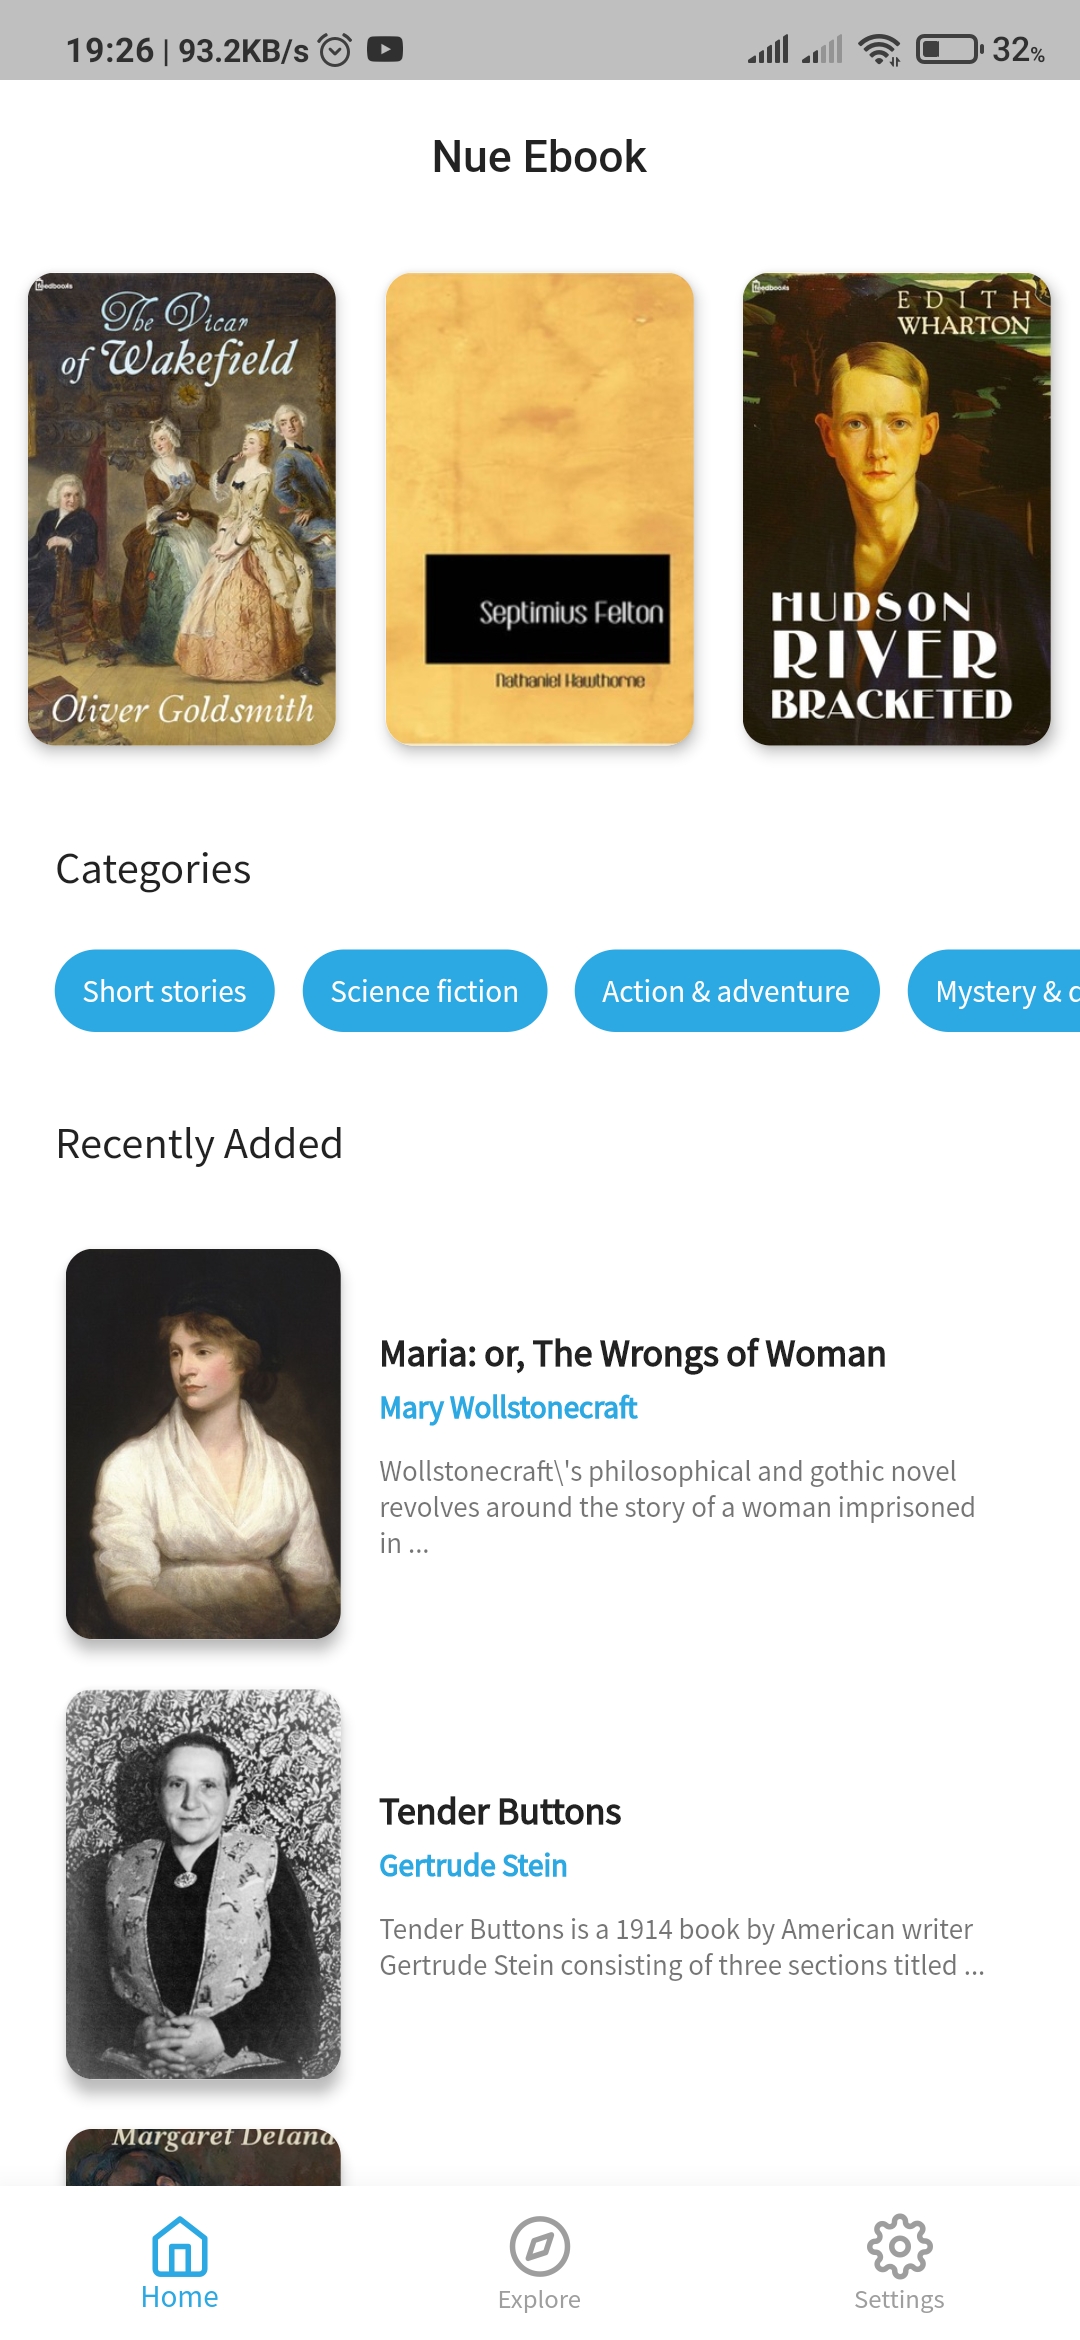 19:26 | 93.2KB/s
32%
Nue Ebook
feedbooks
The Vicar
of Wakefield
Oliver Goldsmith
Septimius Felton
Nathaniel Hawthorne
feedbooks
EDITH
WHARTON
HUDSON
RIVER
BRACKETED
Categories
Short stories
Science fiction
Action & adventure
Mystery & c
Recently Added
Maria: or, The Wrongs of Woman
Mary Wollstonecraft
Wollstonecraft\'s philosophical and gothic novel
revolves around the story of a woman imprisoned
in ...
Tender Buttons
Gertrude Stein
Tender Buttons is a 1914 book by American writer
Gertrude Stein consisting of three sections titled ...
Margaret Deland
Home
Explore
Settings